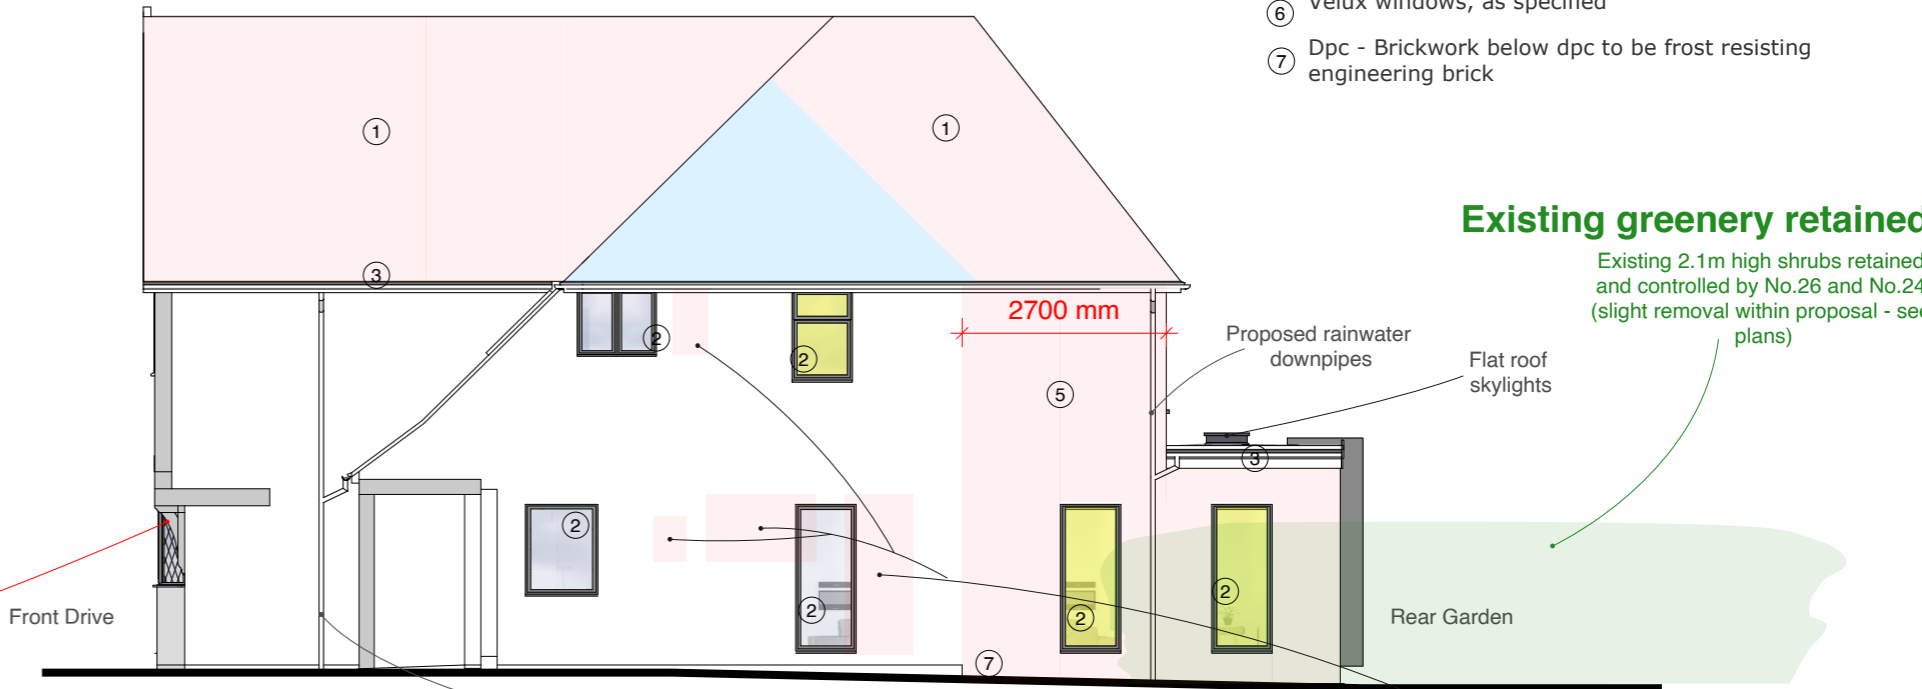 6 Velux windows, as specified
7 Dpc - Brickwork below dpc to be frost resisting
engineering brick
1
1
Existing greenery retained
Existing 2.1m high shrubs retained
and controlled by No.26 and No.24
(slight removal within proposal - see
plans)
3
2700 mm
2
2
Proposed rainwater
downpipes
Flat roof
skylights
5
3
2
2
2
2
Front Drive
Rear Garden
7